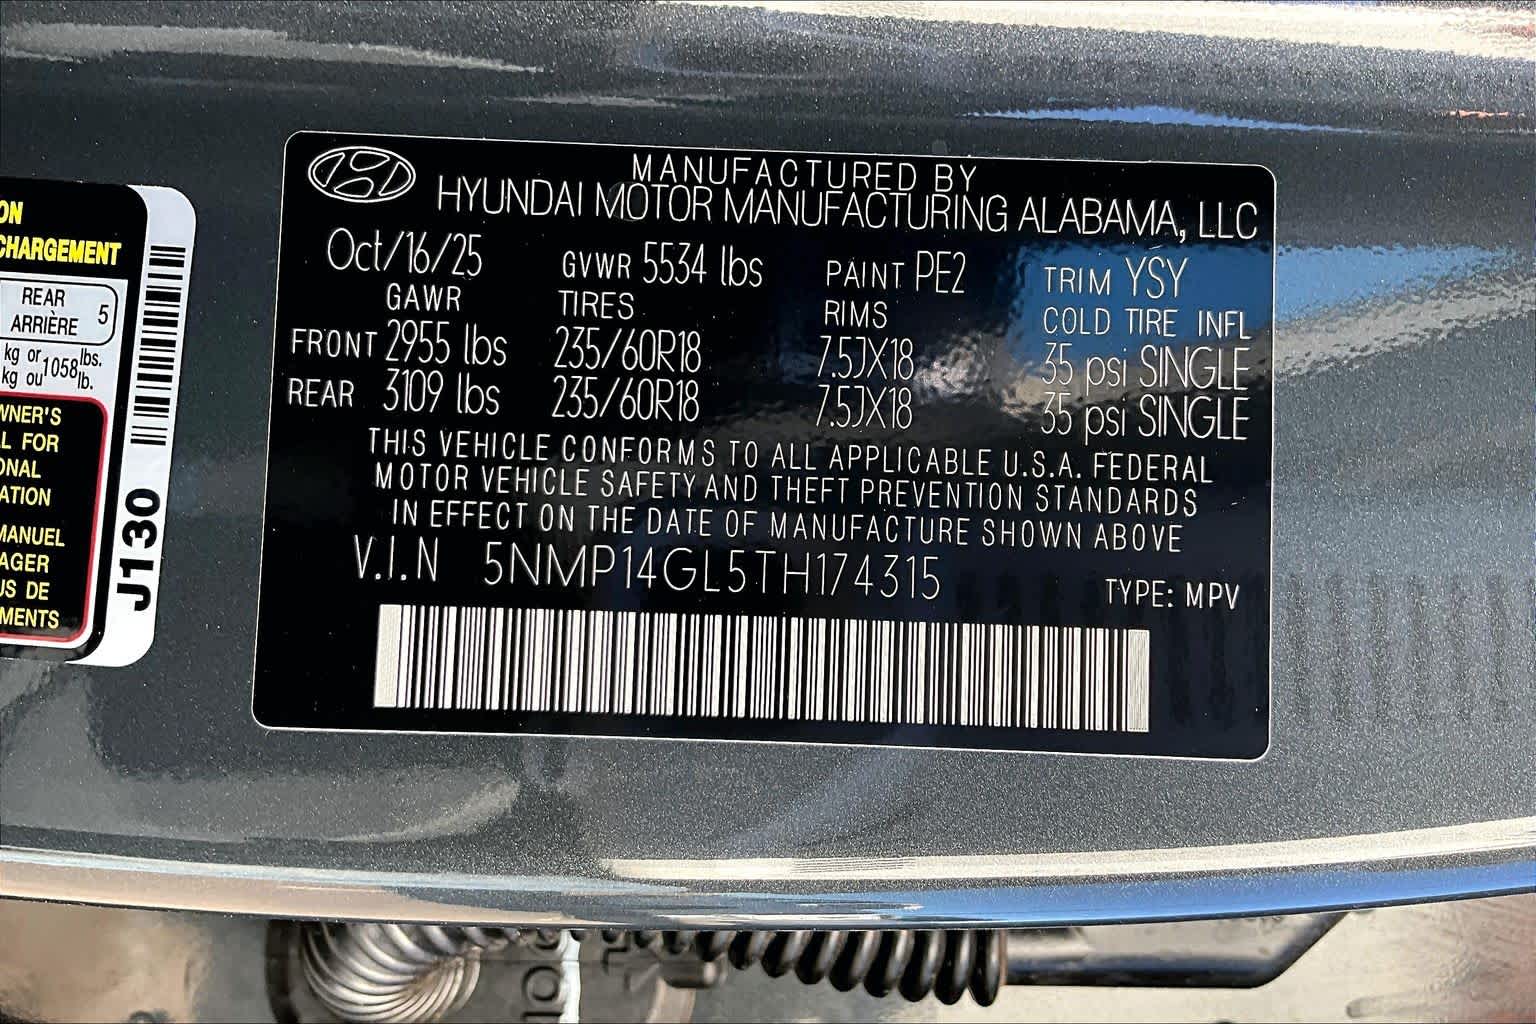 ON
CHARGEMENT
REAR
ARRIÈRE 5
kg or 1058 lbs.
kg ou lb.
WNER'S
L FOR
ONAL
ATION
MANUEL
AGER
US DE
MENTS
J130
MANUFACTURED BY
HYUNDAI MOTOR MANUFACTURING ALABAMA, LLC
Oct/16/25 GVWR 5534 lbs PAINT PE2 TRIM YSY
GAWR TIRES RIMS COLD TIRE INFL
FRONT 2955 lbs 235/60R18 7.5JX18 35 psi SINGLE
REAR 3109 lbs 235/60R18 7.5JX18 35 psi SINGLE
THIS VEHICLE CONFORMS TO ALL APPLICABLE U.S.A. FEDERAL
MOTOR VEHICLE SAFETY AND THEFT PREVENTION STANDARDS
IN EFFECT ON THE DATE OF MANUFACTURE SHOWN ABOVE
V.I.N 5NMP14GL5TH174315 TYPE: MPV